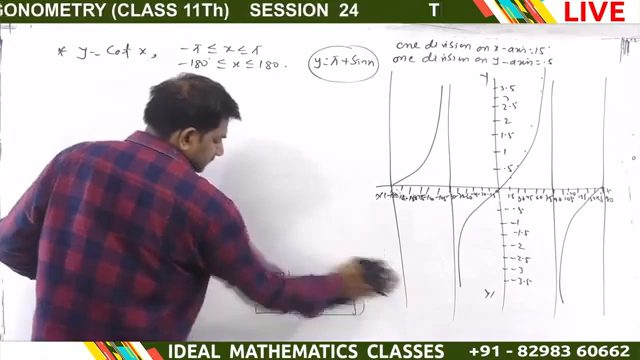 GONOMETRY (CLASS 11Th) SESSION 24 T
LIVE
* y = Cot x, -π ≤ x ≤ π
-180° ≤ x ≤ 180.
y = π + sinx
one division on x-axis = 15°
one division on y-axis = .5
y
3.5
3
2.5
2
1.5
1
.5
-.5
-1
-1.5
-2
-2.5
-3
-3.5
y'
IDEAL MATHEMATICS CLASSES +91 - 82983 60662